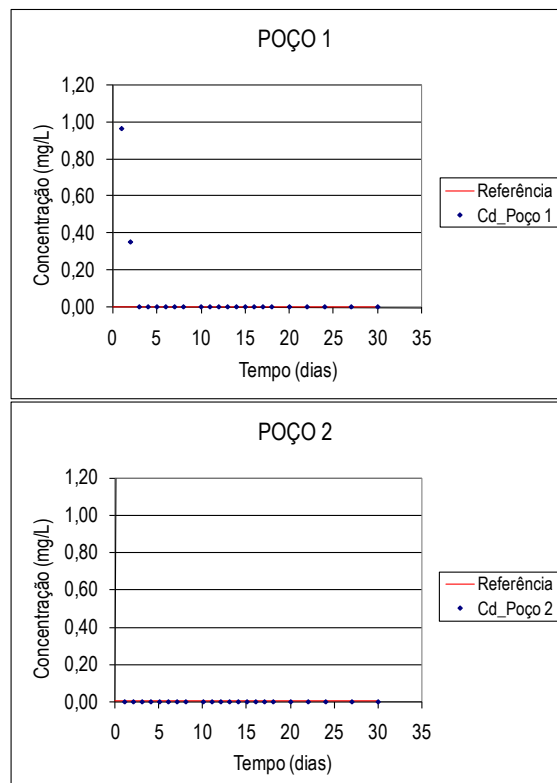 POÇO 1
1,20
1,00
0,80
0,60
0,40
0,20
0,00
0 5 10 15 20 25 30 35
Concentração (mg/L)
Tempo (dias)
Referência
Cd_Poço 1
POÇO 2
1,20
1,00
0,80
0,60
0,40
0,20
0,00
0 5 10 15 20 25 30 35
Concentração (mg/L)
Tempo (dias)
Referência
Cd_Poço 2